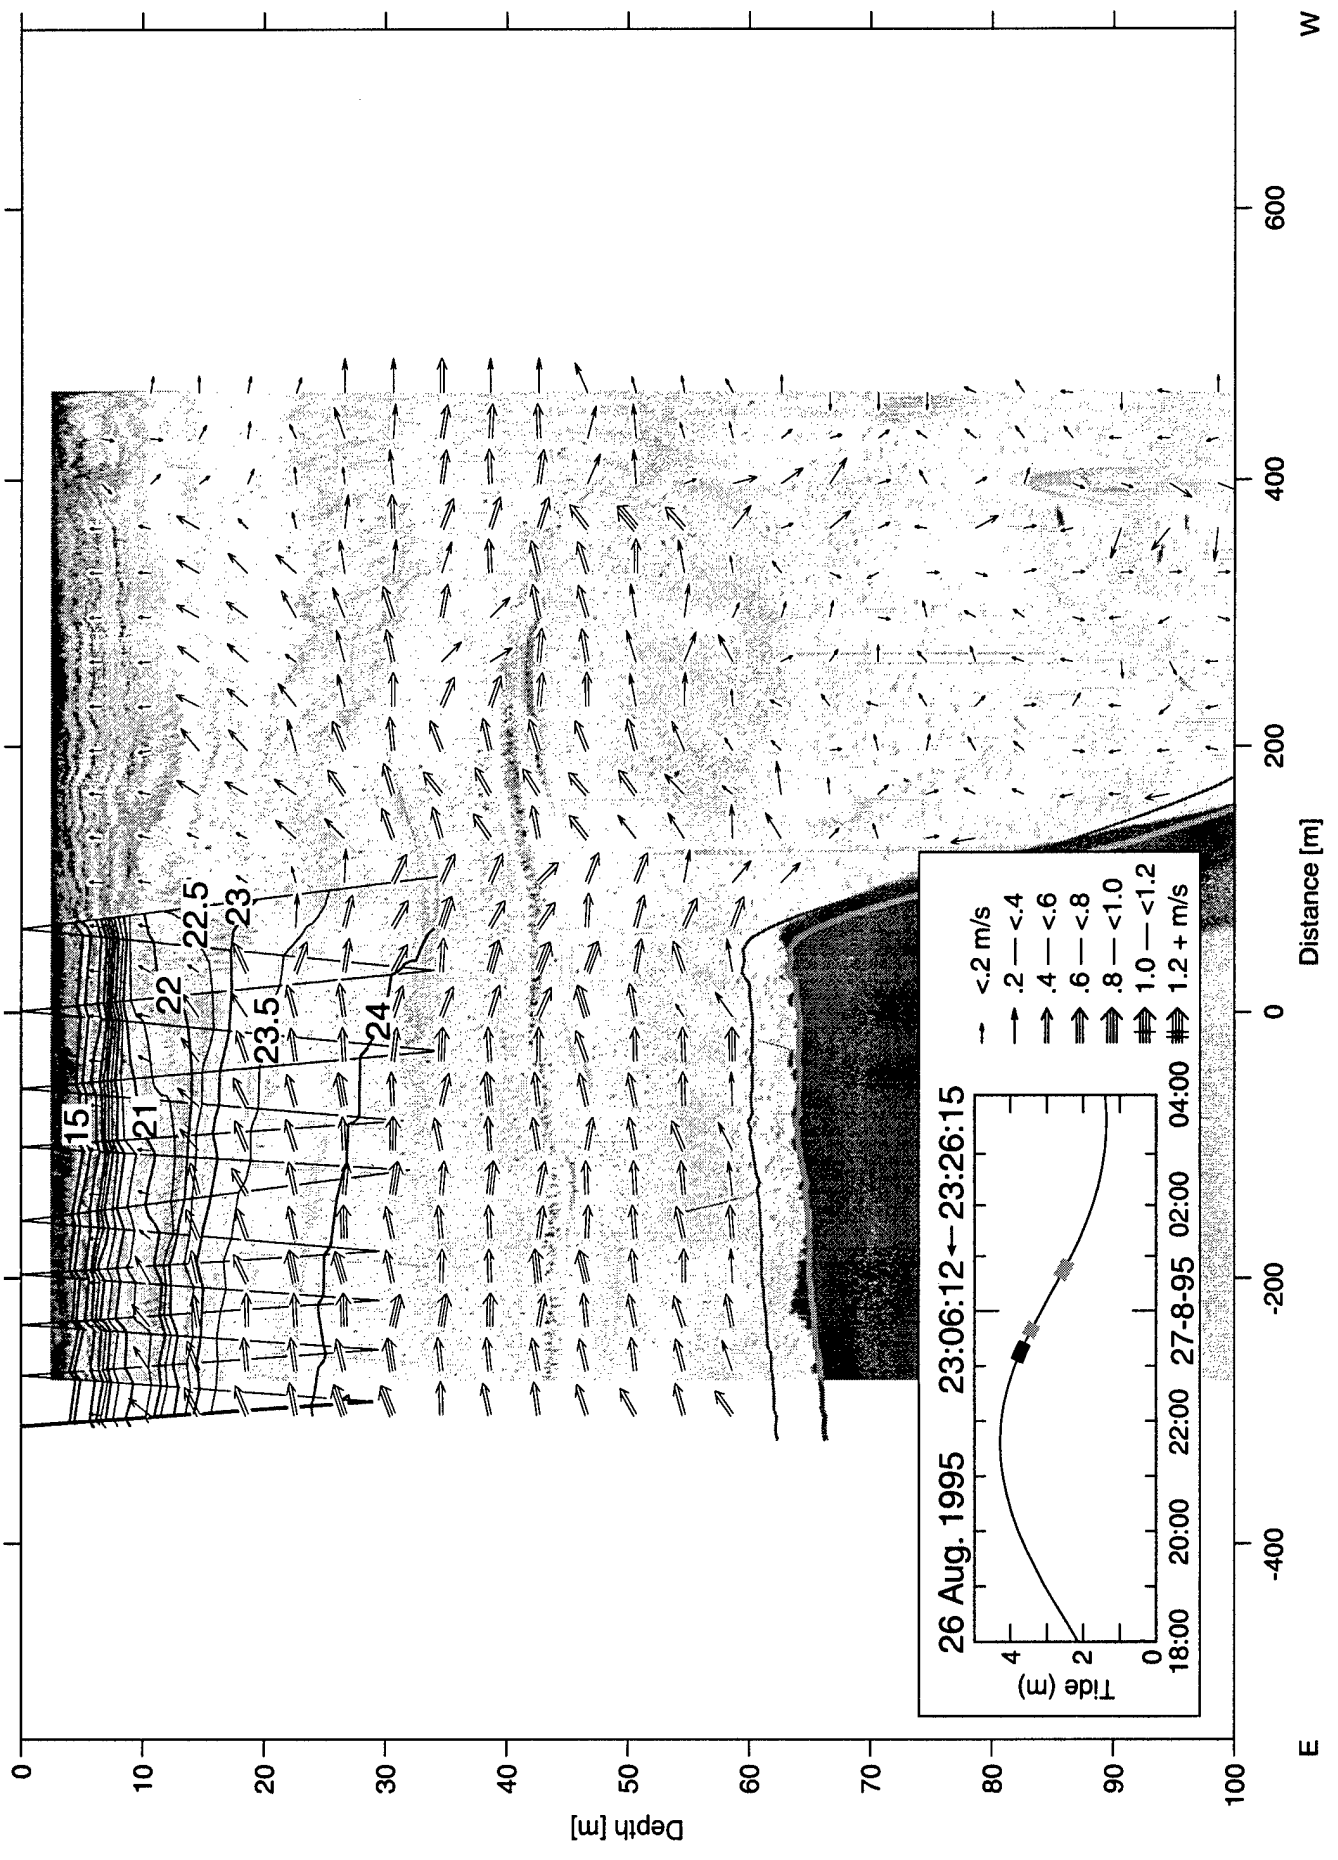 0
10
20
30
40
50
60
70
80
90
100
Depth [m]
E
-400
-200
0
200
400
600
W
Distance [m]
15
21
22
22.5
23
23.5
24
26 Aug. 1995 23:06:12←23:26:15
Tide (m)
4
2
0
18:00 20:00 22:00 27-8-95 02:00 04:00
<.2 m/s
.2 — <.4
.4 — <.6
.6 — <.8
.8 — <1.0
1.0 — <1.2
1.2 + m/s